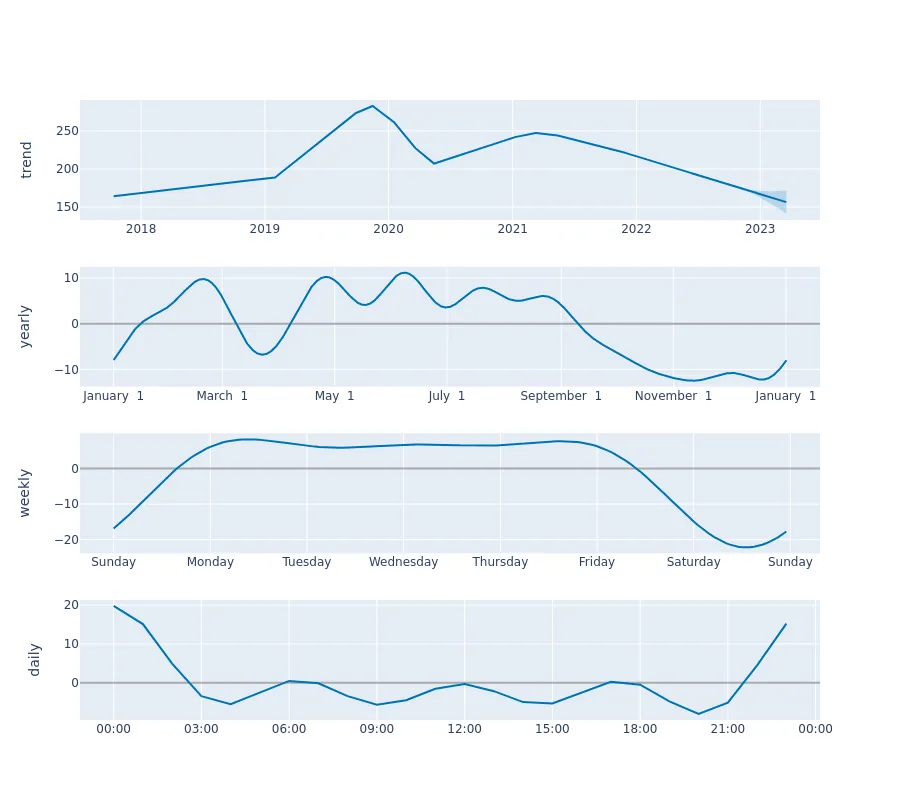 trend
250
200
150
2018 2019 2020 2021 2022 2023
yearly
10
0
−10
January 1 March 1 May 1 July 1 September 1 November 1 January 1
weekly
0
−10
−20
Sunday Monday Tuesday Wednesday Thursday Friday Saturday Sunday
daily
20
10
0
00:00 03:00 06:00 09:00 12:00 15:00 18:00 21:00 00:00